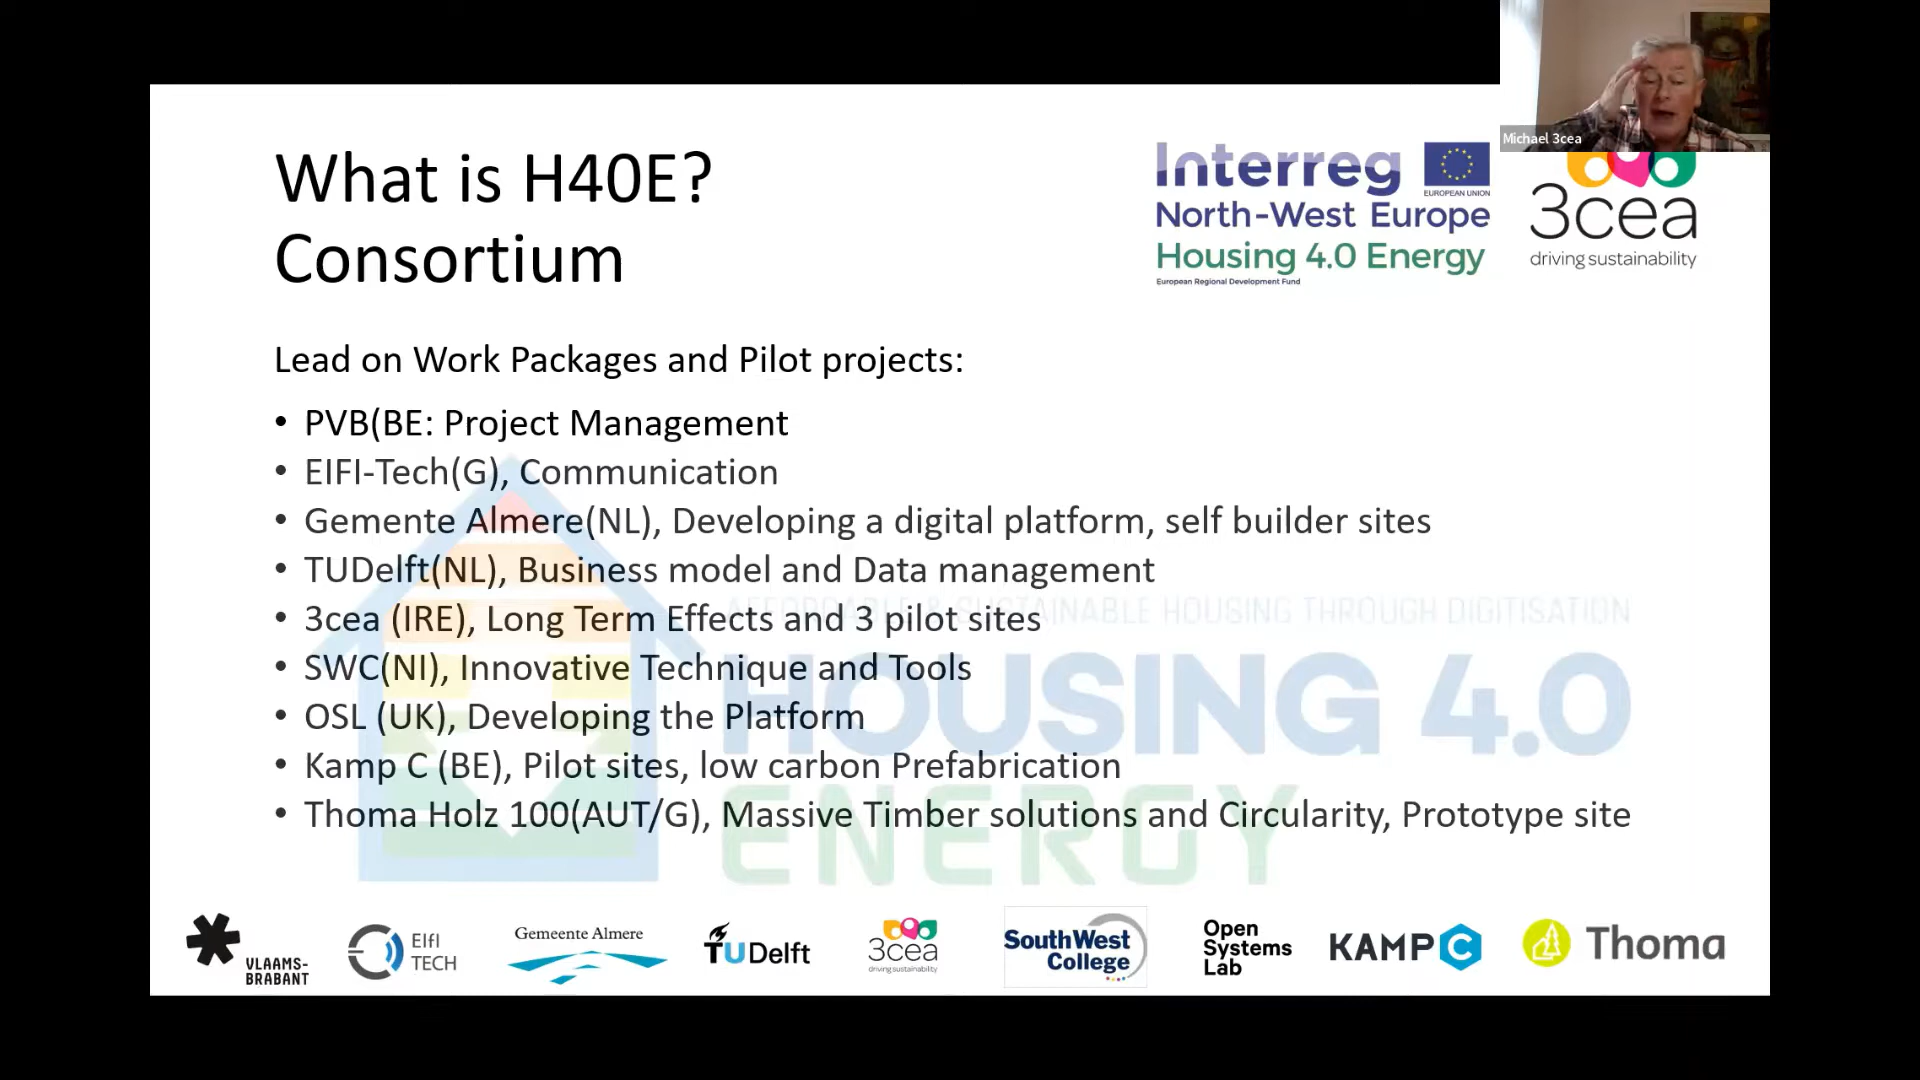 Michael 3cea
What is H40E?
Consortium
Interreg
EUROPEAN UNION
North-West Europe
Housing 4.0 Energy
European Regional Development Fund
3cea
driving sustainability
Lead on Work Packages and Pilot projects:
• PVB(BE: Project Management
• EIFI-Tech(G), Communication
• Gemente Almere(NL), Developing a digital platform, self builder sites
• TUDelft(NL), Business model and Data management
• 3cea (IRE), Long Term Effects and 3 pilot sites
• SWC(NI), Innovative Technique and Tools
• OSL (UK), Developing the Platform
• Kamp C (BE), Pilot sites, low carbon Prefabrication
• Thoma Holz 100(AUT/G), Massive Timber solutions and Circularity, Prototype site
AFFORDABLE & SUSTAINABLE HOUSING THROUGH DIGITISATION
HOUSING 4.0
ENERGY
VLAAMS-
BRABANT
EIfI
TECH
Gemeente Almere
TUDelft
3cea
driving sustainability
South West
College
Open
Systems
Lab
KAMP C
Thoma